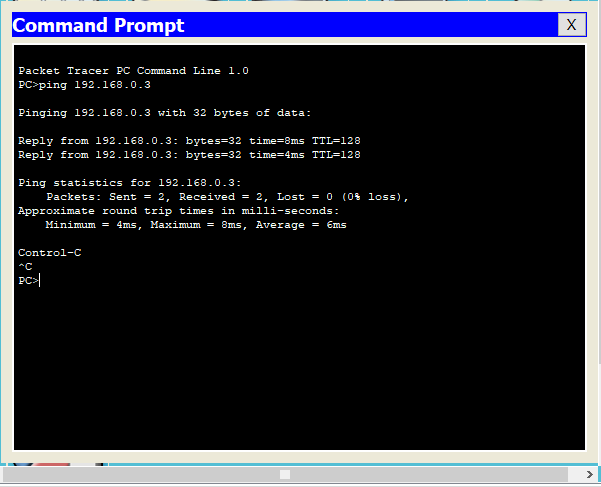 Command Prompt
X
Packet Tracer PC Command Line 1.0
PC>ping 192.168.0.3
Pinging 192.168.0.3 with 32 bytes of data:
Reply from 192.168.0.3: bytes=32 time=8ms TTL=128
Reply from 192.168.0.3: bytes=32 time=4ms TTL=128
Ping statistics for 192.168.0.3:
    Packets: Sent = 2, Received = 2, Lost = 0 (0% loss),
Approximate round trip times in milli-seconds:
    Minimum = 4ms, Maximum = 8ms, Average = 6ms
Control-C
^C
PC>